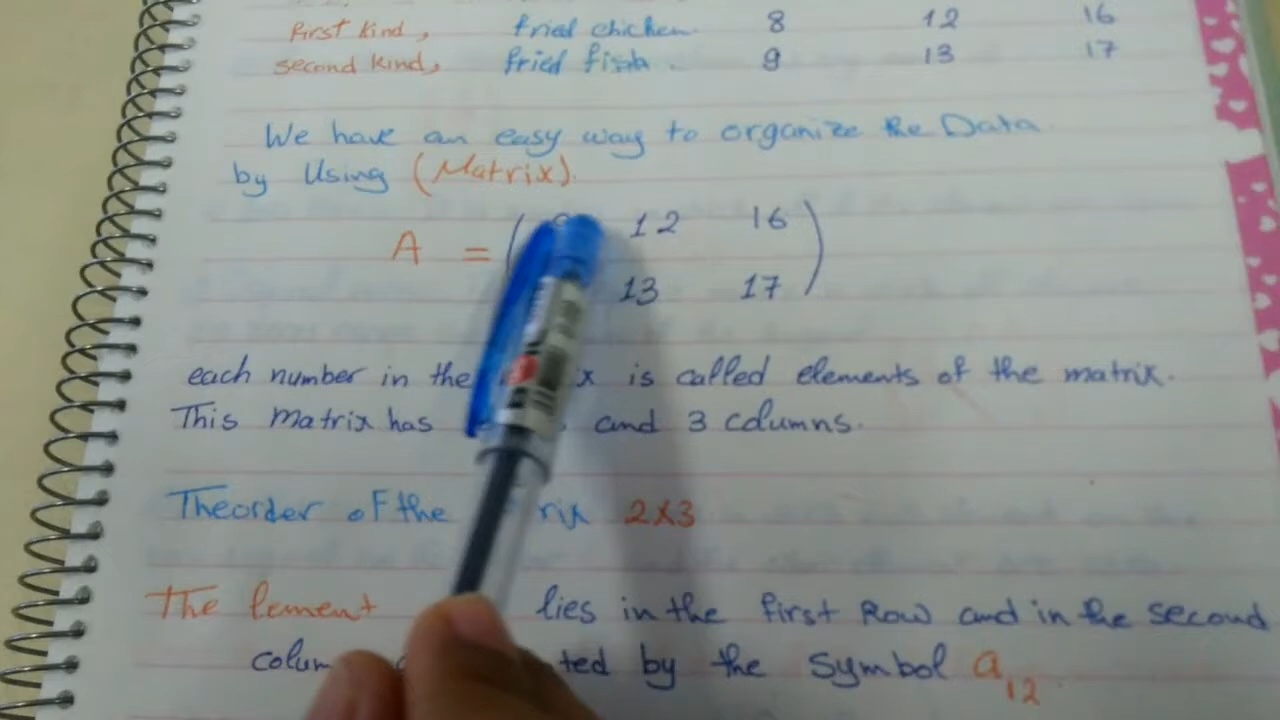 First kind, fried chicken 8 12 16
second kind, fried fish. 9 13 17
We have an easy way to organize the Data
by Using (Matrix).
A = ( 12 16 )
13 17
each number in the x is called elements of the matrix.
This Matrix has and 3 columns.
The order of the rix 2x3
The lement lies in the first Row and in the second
colum ted by the symbol a12